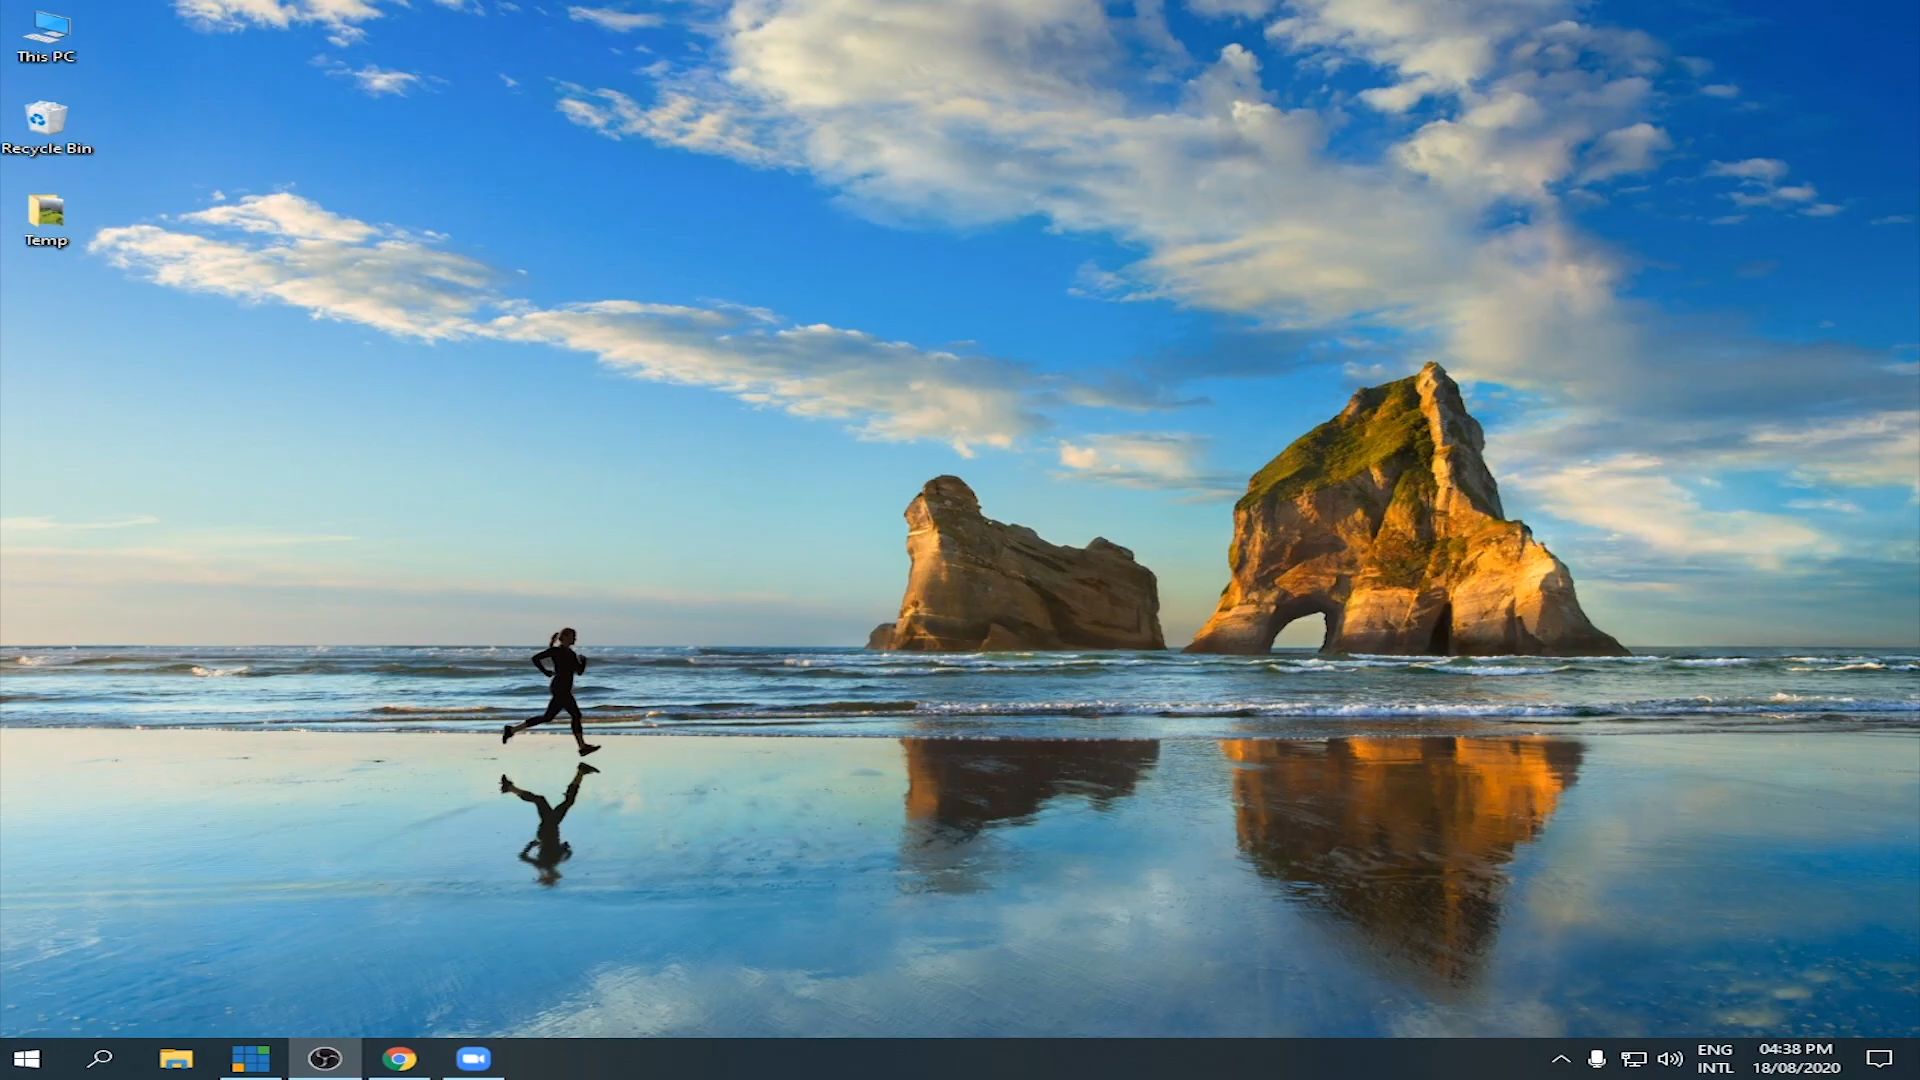 This PC
Recycle Bin
Temp
ENG
INTL
04:38 PM
18/08/2020